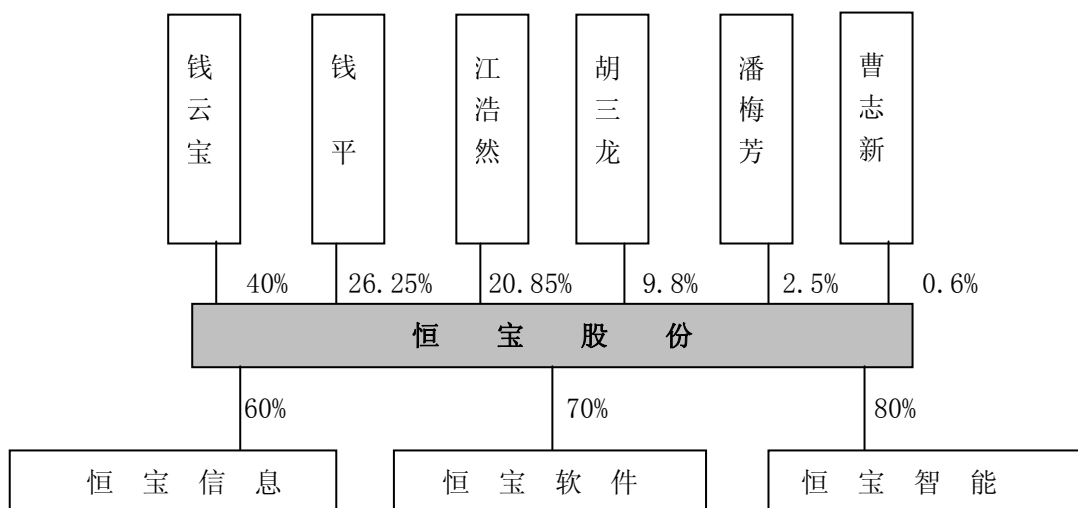 钱云宝
钱平
江浩然
胡三龙
潘梅芳
曹志新
40%
26.25%
20.85%
9.8%
2.5%
0.6%
恒宝股份
60%
70%
80%
恒宝信息
恒宝软件
恒宝智能